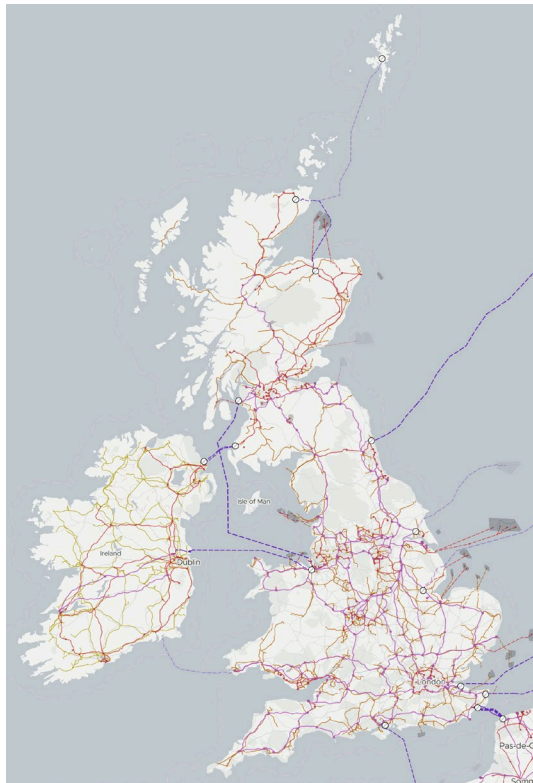 Isle of Man
Ireland
Dublin
London
Pas-de-C
Somm